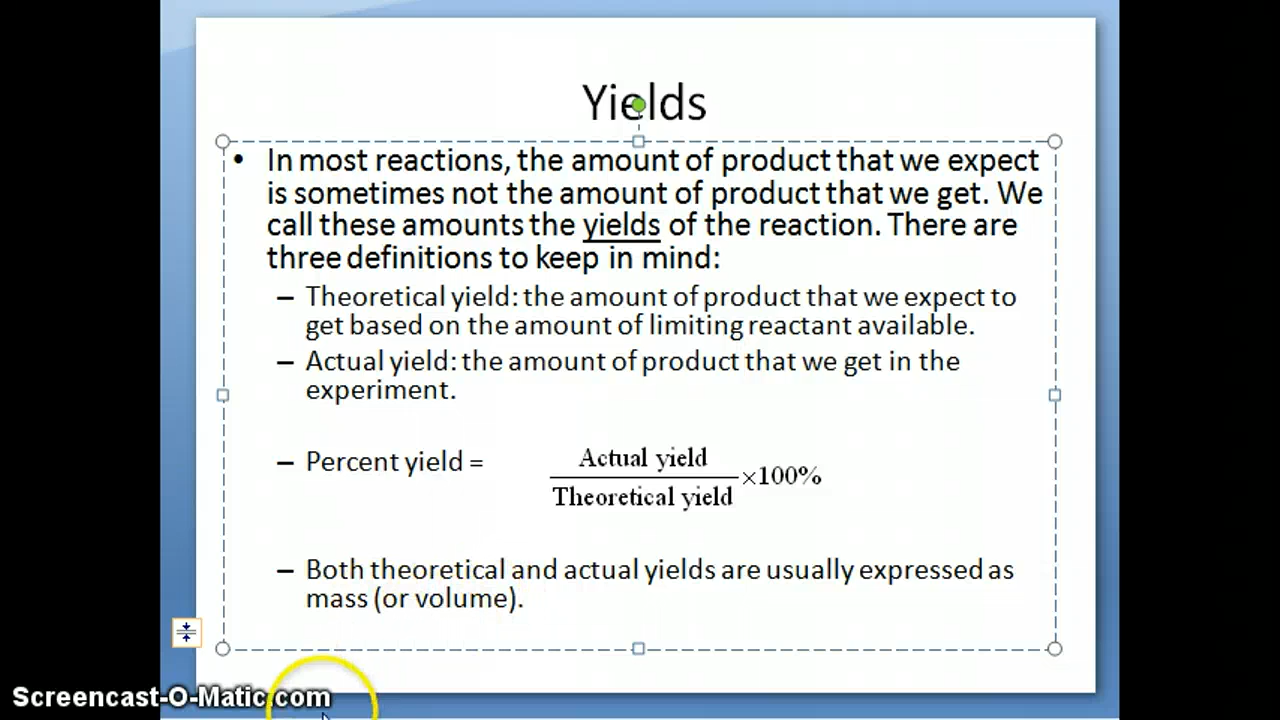 Yields
• In most reactions, the amount of product that we expect
is sometimes not the amount of product that we get. We
call these amounts the yields of the reaction. There are
three definitions to keep in mind:
– Theoretical yield: the amount of product that we expect to
get based on the amount of limiting reactant available.
– Actual yield: the amount of product that we get in the
experiment.
– Percent yield =
Actual yield
Theoretical yield
×100%
– Both theoretical and actual yields are usually expressed as
mass (or volume).
Screencast-O-Matic.com